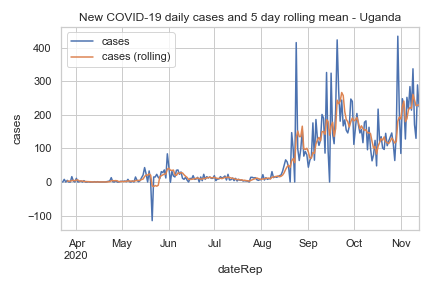 New COVID-19 daily cases and 5 day rolling mean - Uganda
cases
cases (rolling)
400
300
200
100
0
−100
cases
Apr
2020
May
Jun
Jul
Aug
Sep
Oct
Nov
dateRep